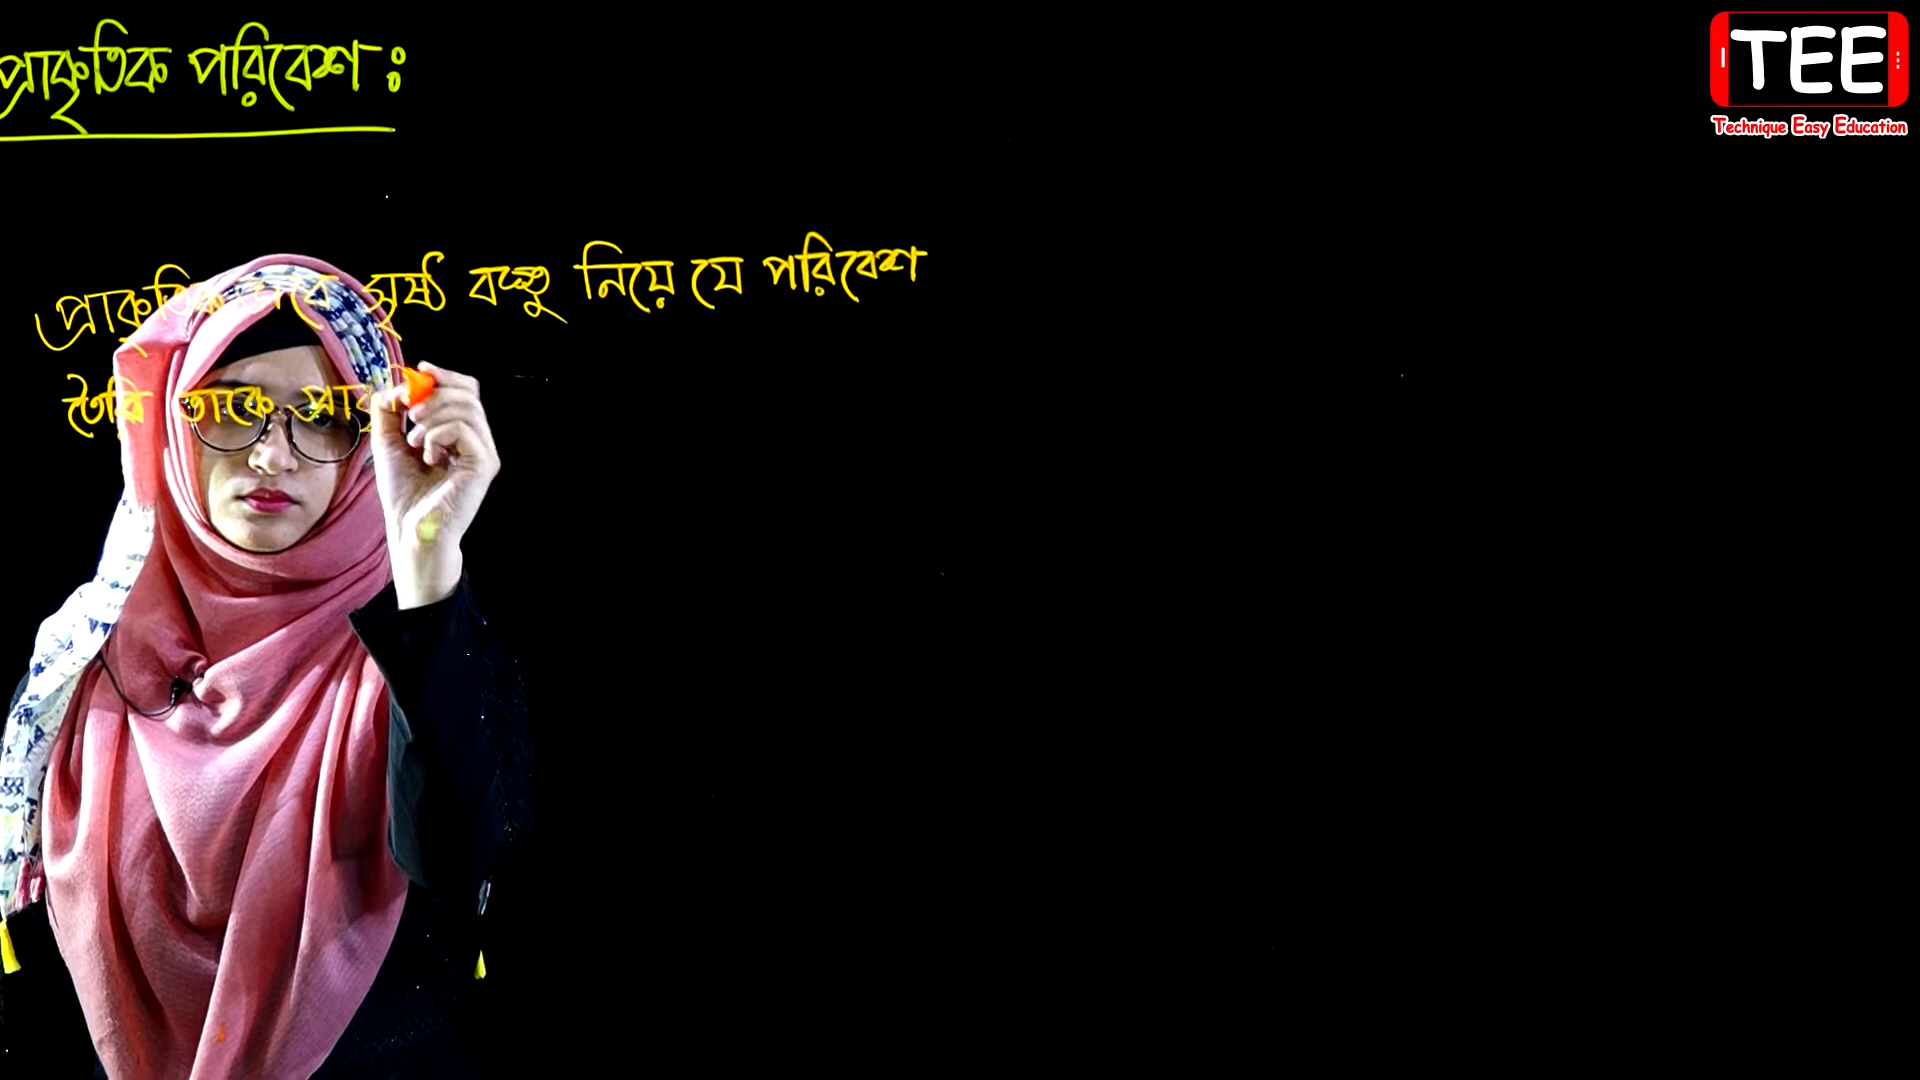 প্রাকৃতিক পরিবেশ :
প্রাকৃতিক ভাবে সৃষ্ঠ বস্তু নিয়ে যে পরিবেশ
তৈরি তাকে
TEE
Technique Easy Education